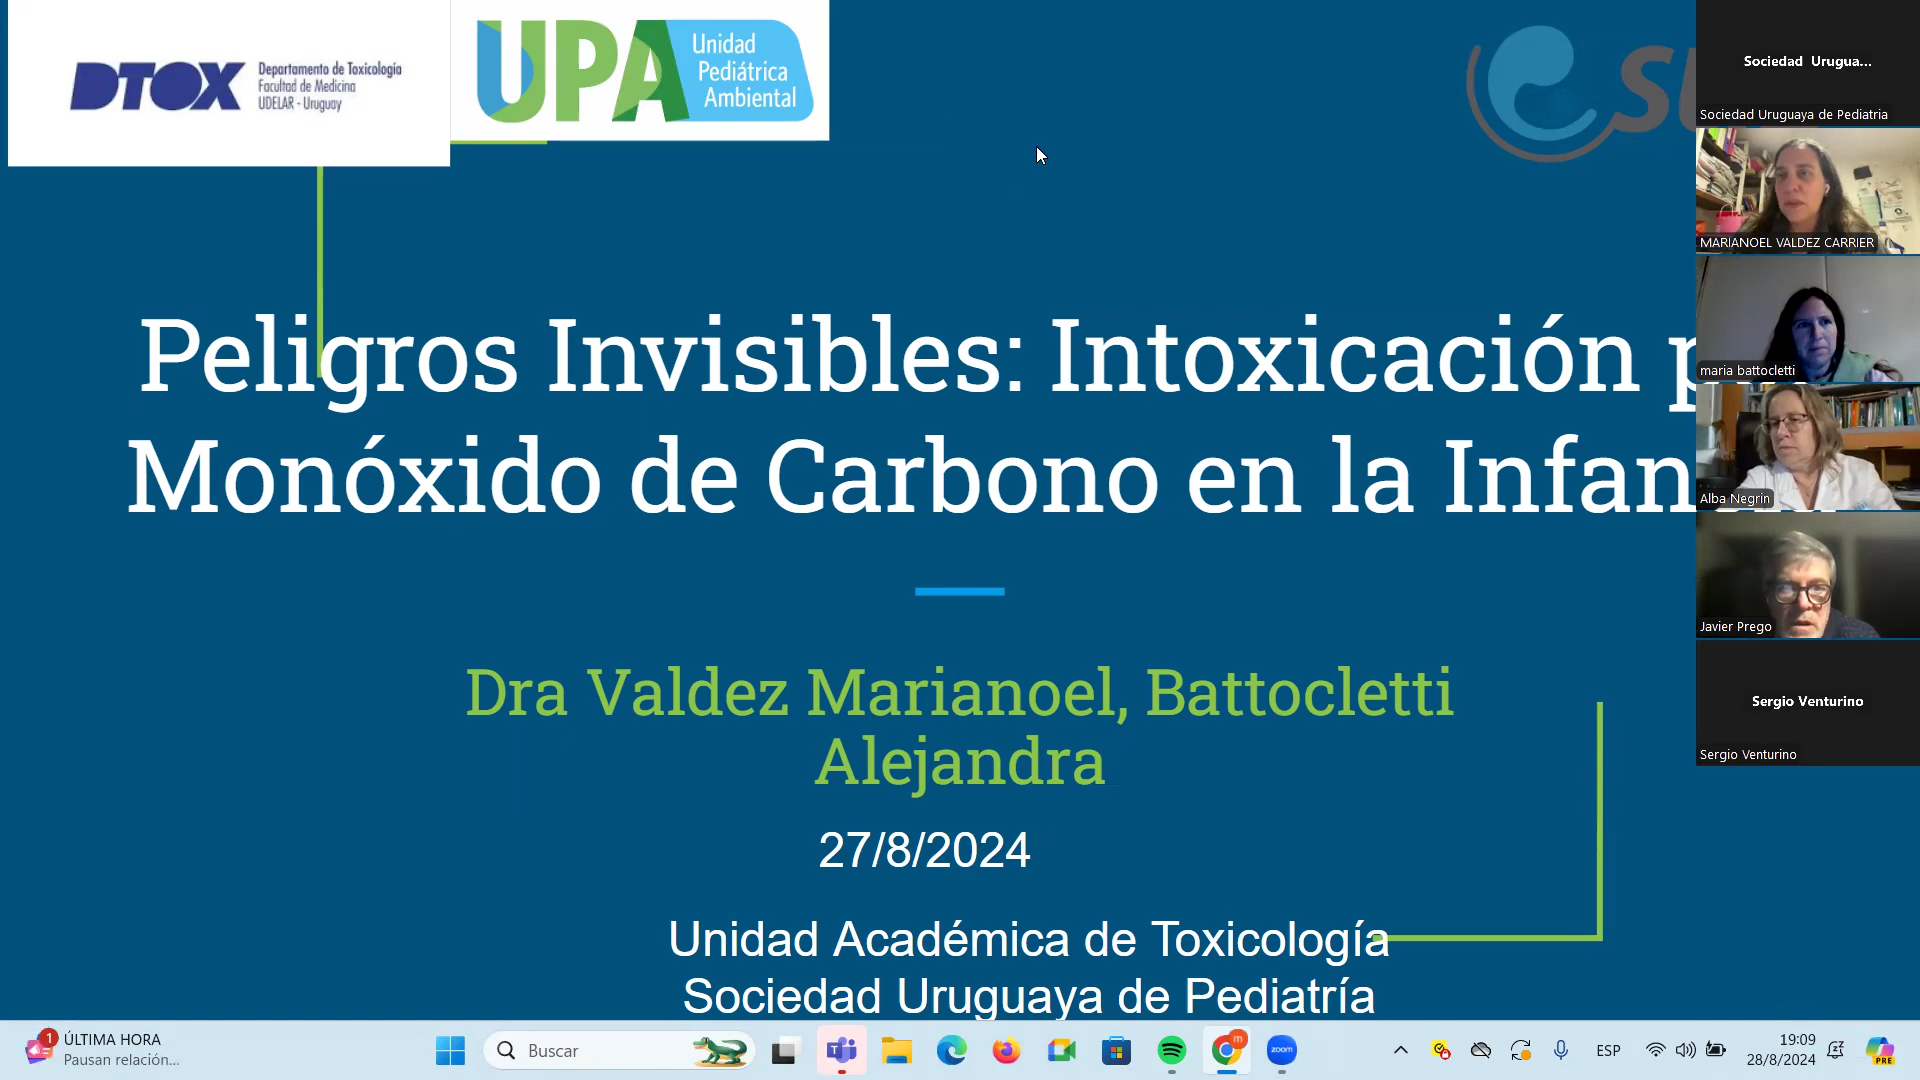 DTOX
Departamento de Toxicología
Facultad de Medicina
UDELAR - Uruguay
UPA
Unidad
Pediátrica
Ambiental
Peligros Invisibles: Intoxicación
Monóxido de Carbono en la Infan
Dra Valdez Marianoel, Battocletti
Alejandra
27/8/2024
Unidad Académica de Toxicología
Sociedad Uruguaya de Pediatría
Sociedad Urugua...
Sociedad Uruguaya de Pediatria
MARIANOEL VALDEZ CARRIER
maria battocletti
Alba Negrin
Javier Prego
Sergio Venturino
Sergio Venturino
1
ÚLTIMA HORA
Pausan relación...
Buscar
m
zoom
ESP
19:09
28/8/2024
PRE